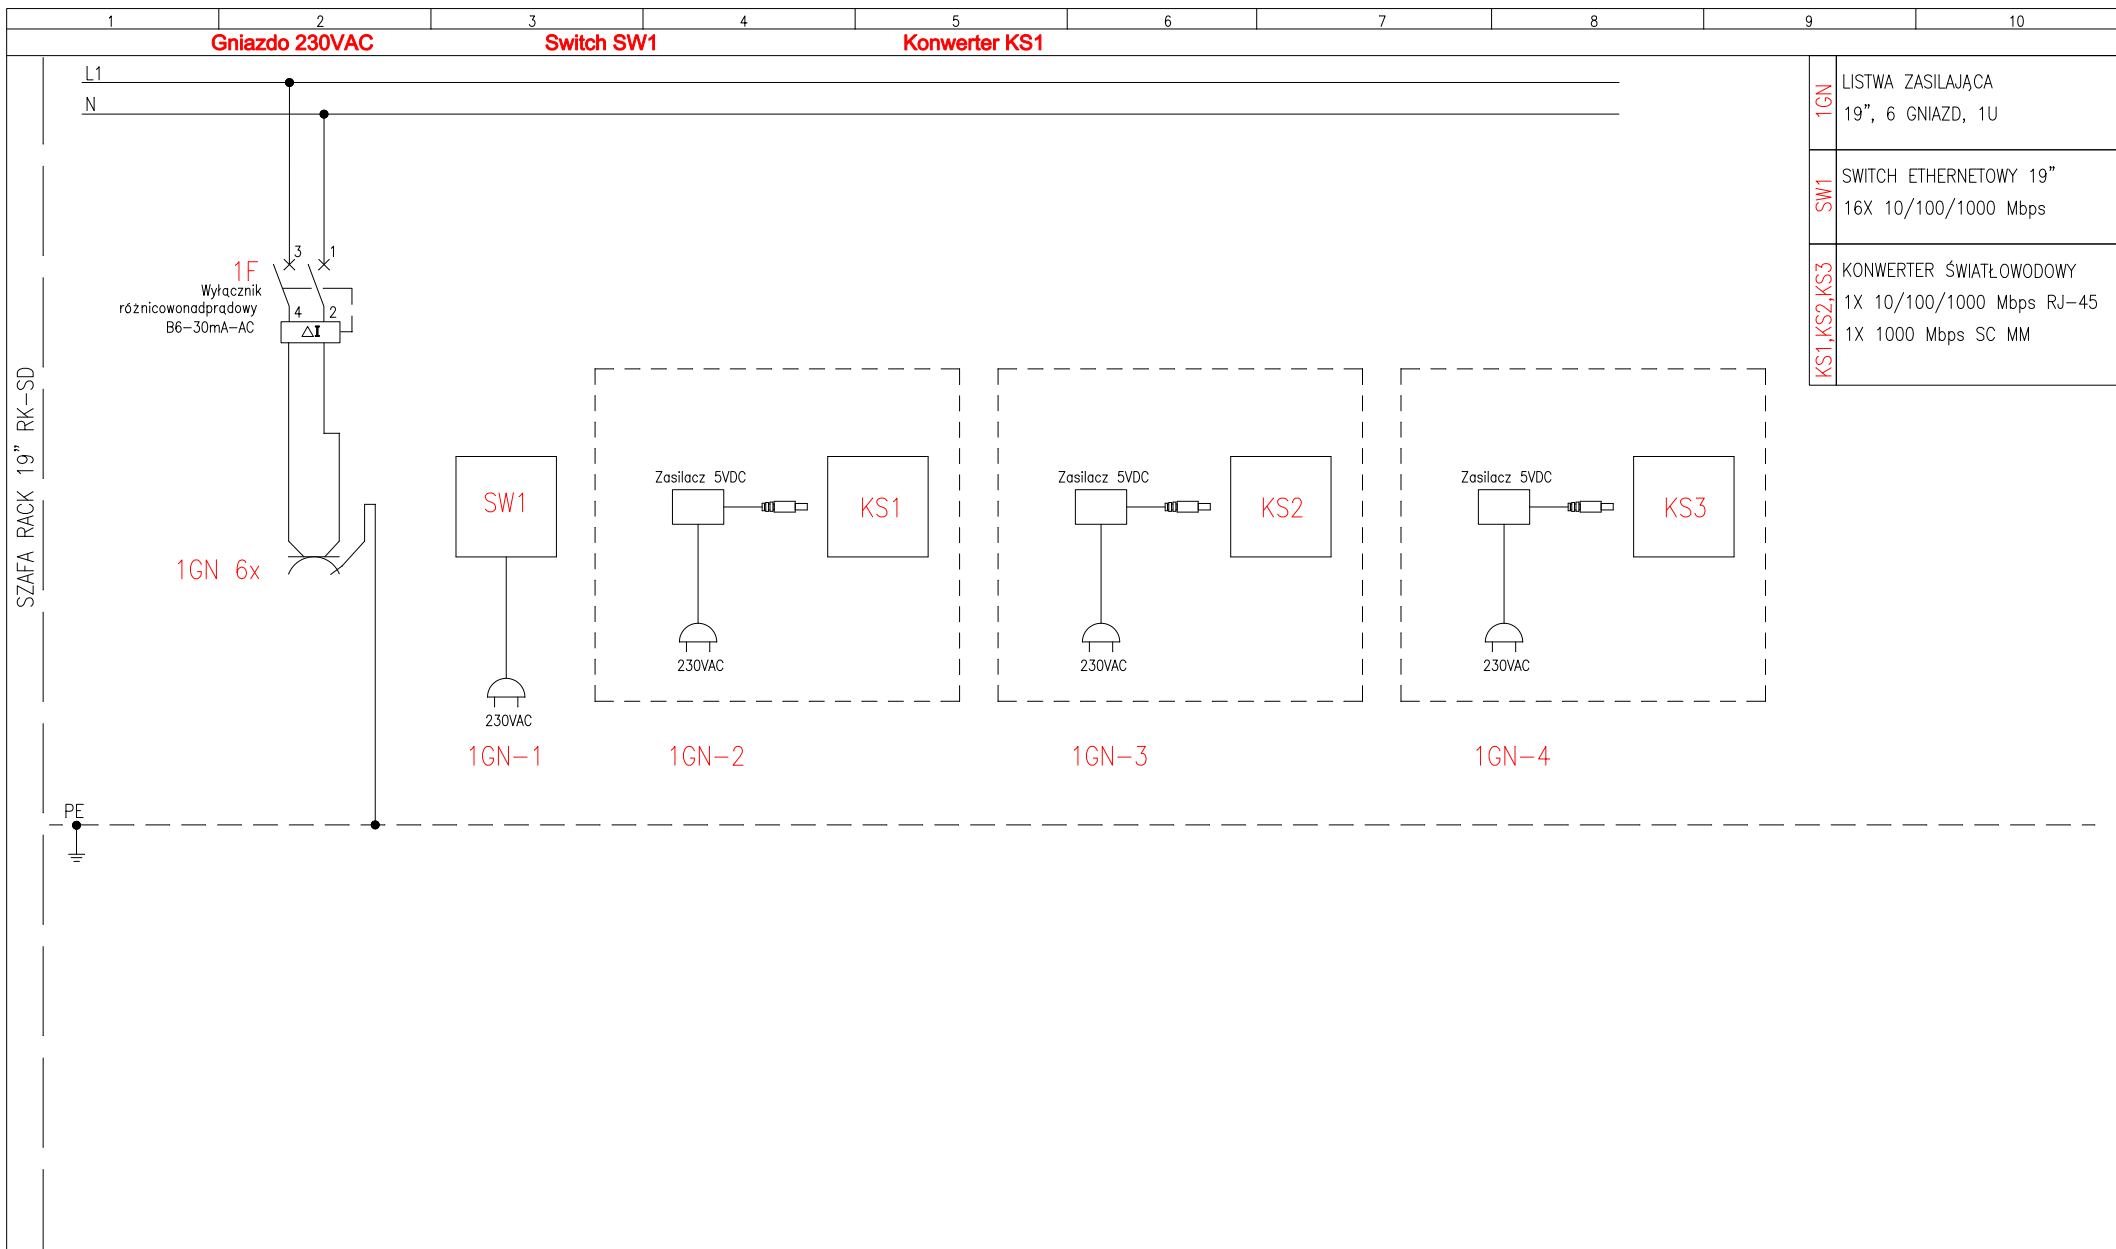 1 2 3 4 5 6 7 8 9 10
Gniazdo 230VAC Switch SW1 Konwerter KS1
L1
N
1GN
LISTWA ZASILAJĄCA
19”, 6 GNIAZD, 1U
SW1
SWITCH ETHERNETOWY 19”
16X 10/100/1000 Mbps
KS1,KS2,KS3
KONWERTER ŚWIATŁOWODOWY
1X 10/100/1000 Mbps RJ-45
1X 1000 Mbps SC MM
3 1
1F
Wyłącznik
różnicowonadprądowy
B6-30mA-AC
4 2
△I
SZAFA RACK 19” RK-SD
1GN 6x
SW1
230VAC
1GN-1
Zasilacz 5VDC
KS1
230VAC
1GN-2
Zasilacz 5VDC
KS2
230VAC
1GN-3
Zasilacz 5VDC
KS3
230VAC
1GN-4
PE